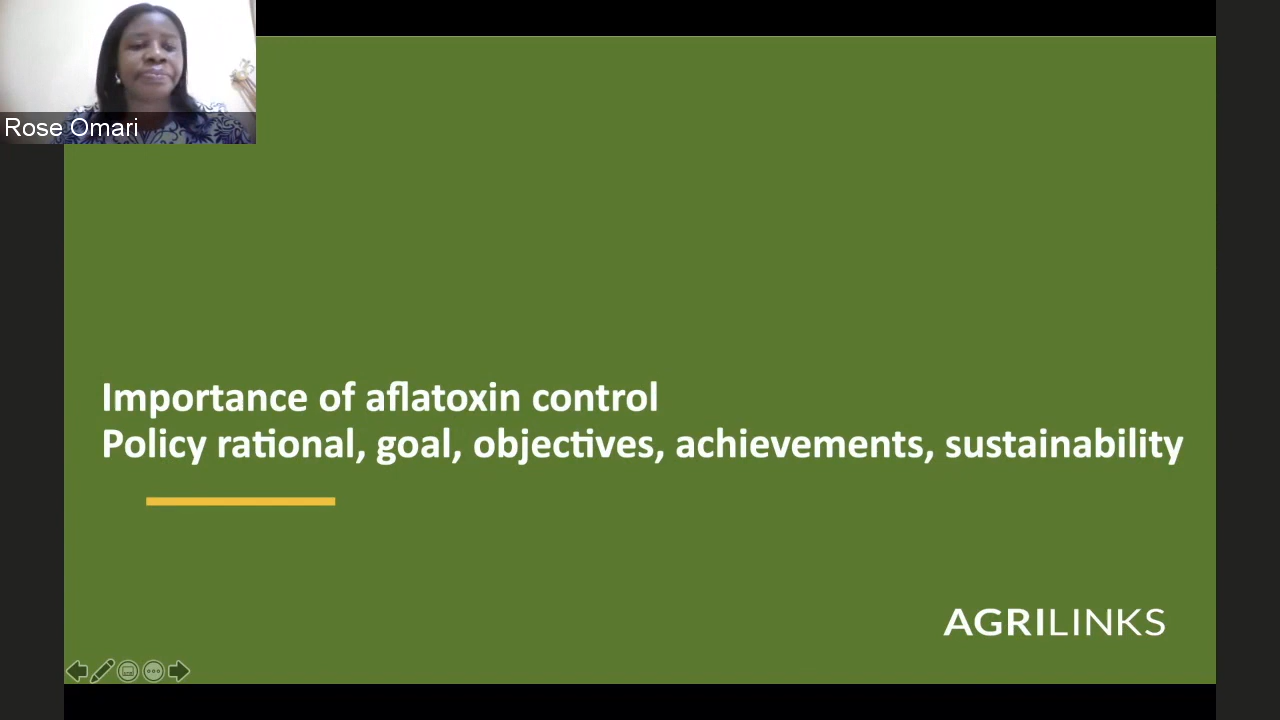 Rose Omari
Importance of aflatoxin control
Policy rational, goal, objectives, achievements, sustainability
AGRILINKS